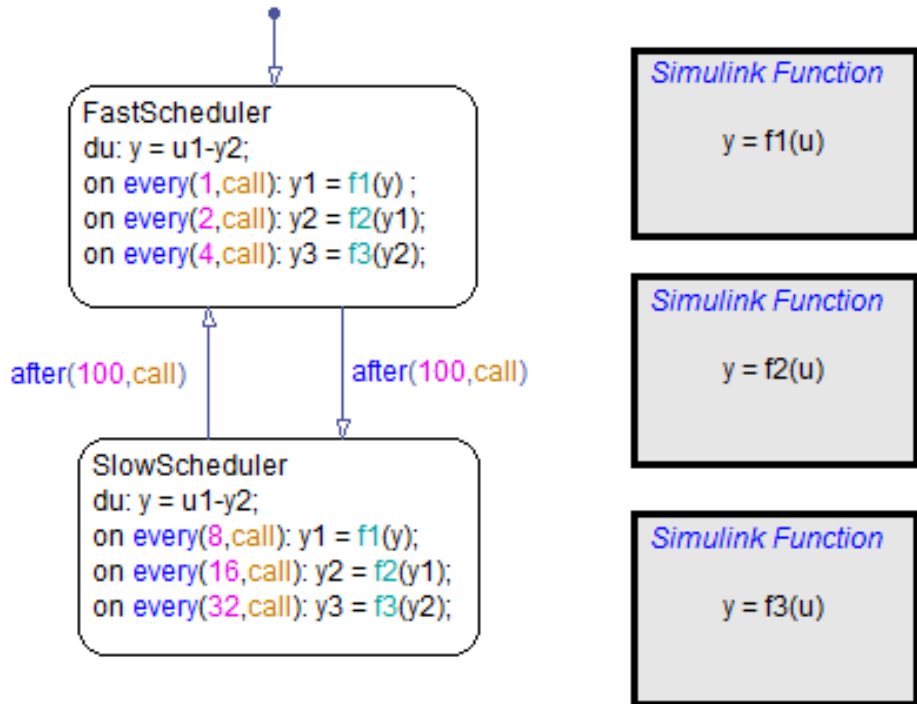 FastScheduler
du: y = u1-y2;
on every(1,call): y1 = f1(y) ;
on every(2,call): y2 = f2(y1);
on every(4,call): y3 = f3(y2);
after(100,call)
after(100,call)
SlowScheduler
du: y = u1-y2;
on every(8,call): y1 = f1(y);
on every(16,call): y2 = f2(y1);
on every(32,call): y3 = f3(y2);
Simulink Function
y = f1(u)
Simulink Function
y = f2(u)
Simulink Function
y = f3(u)